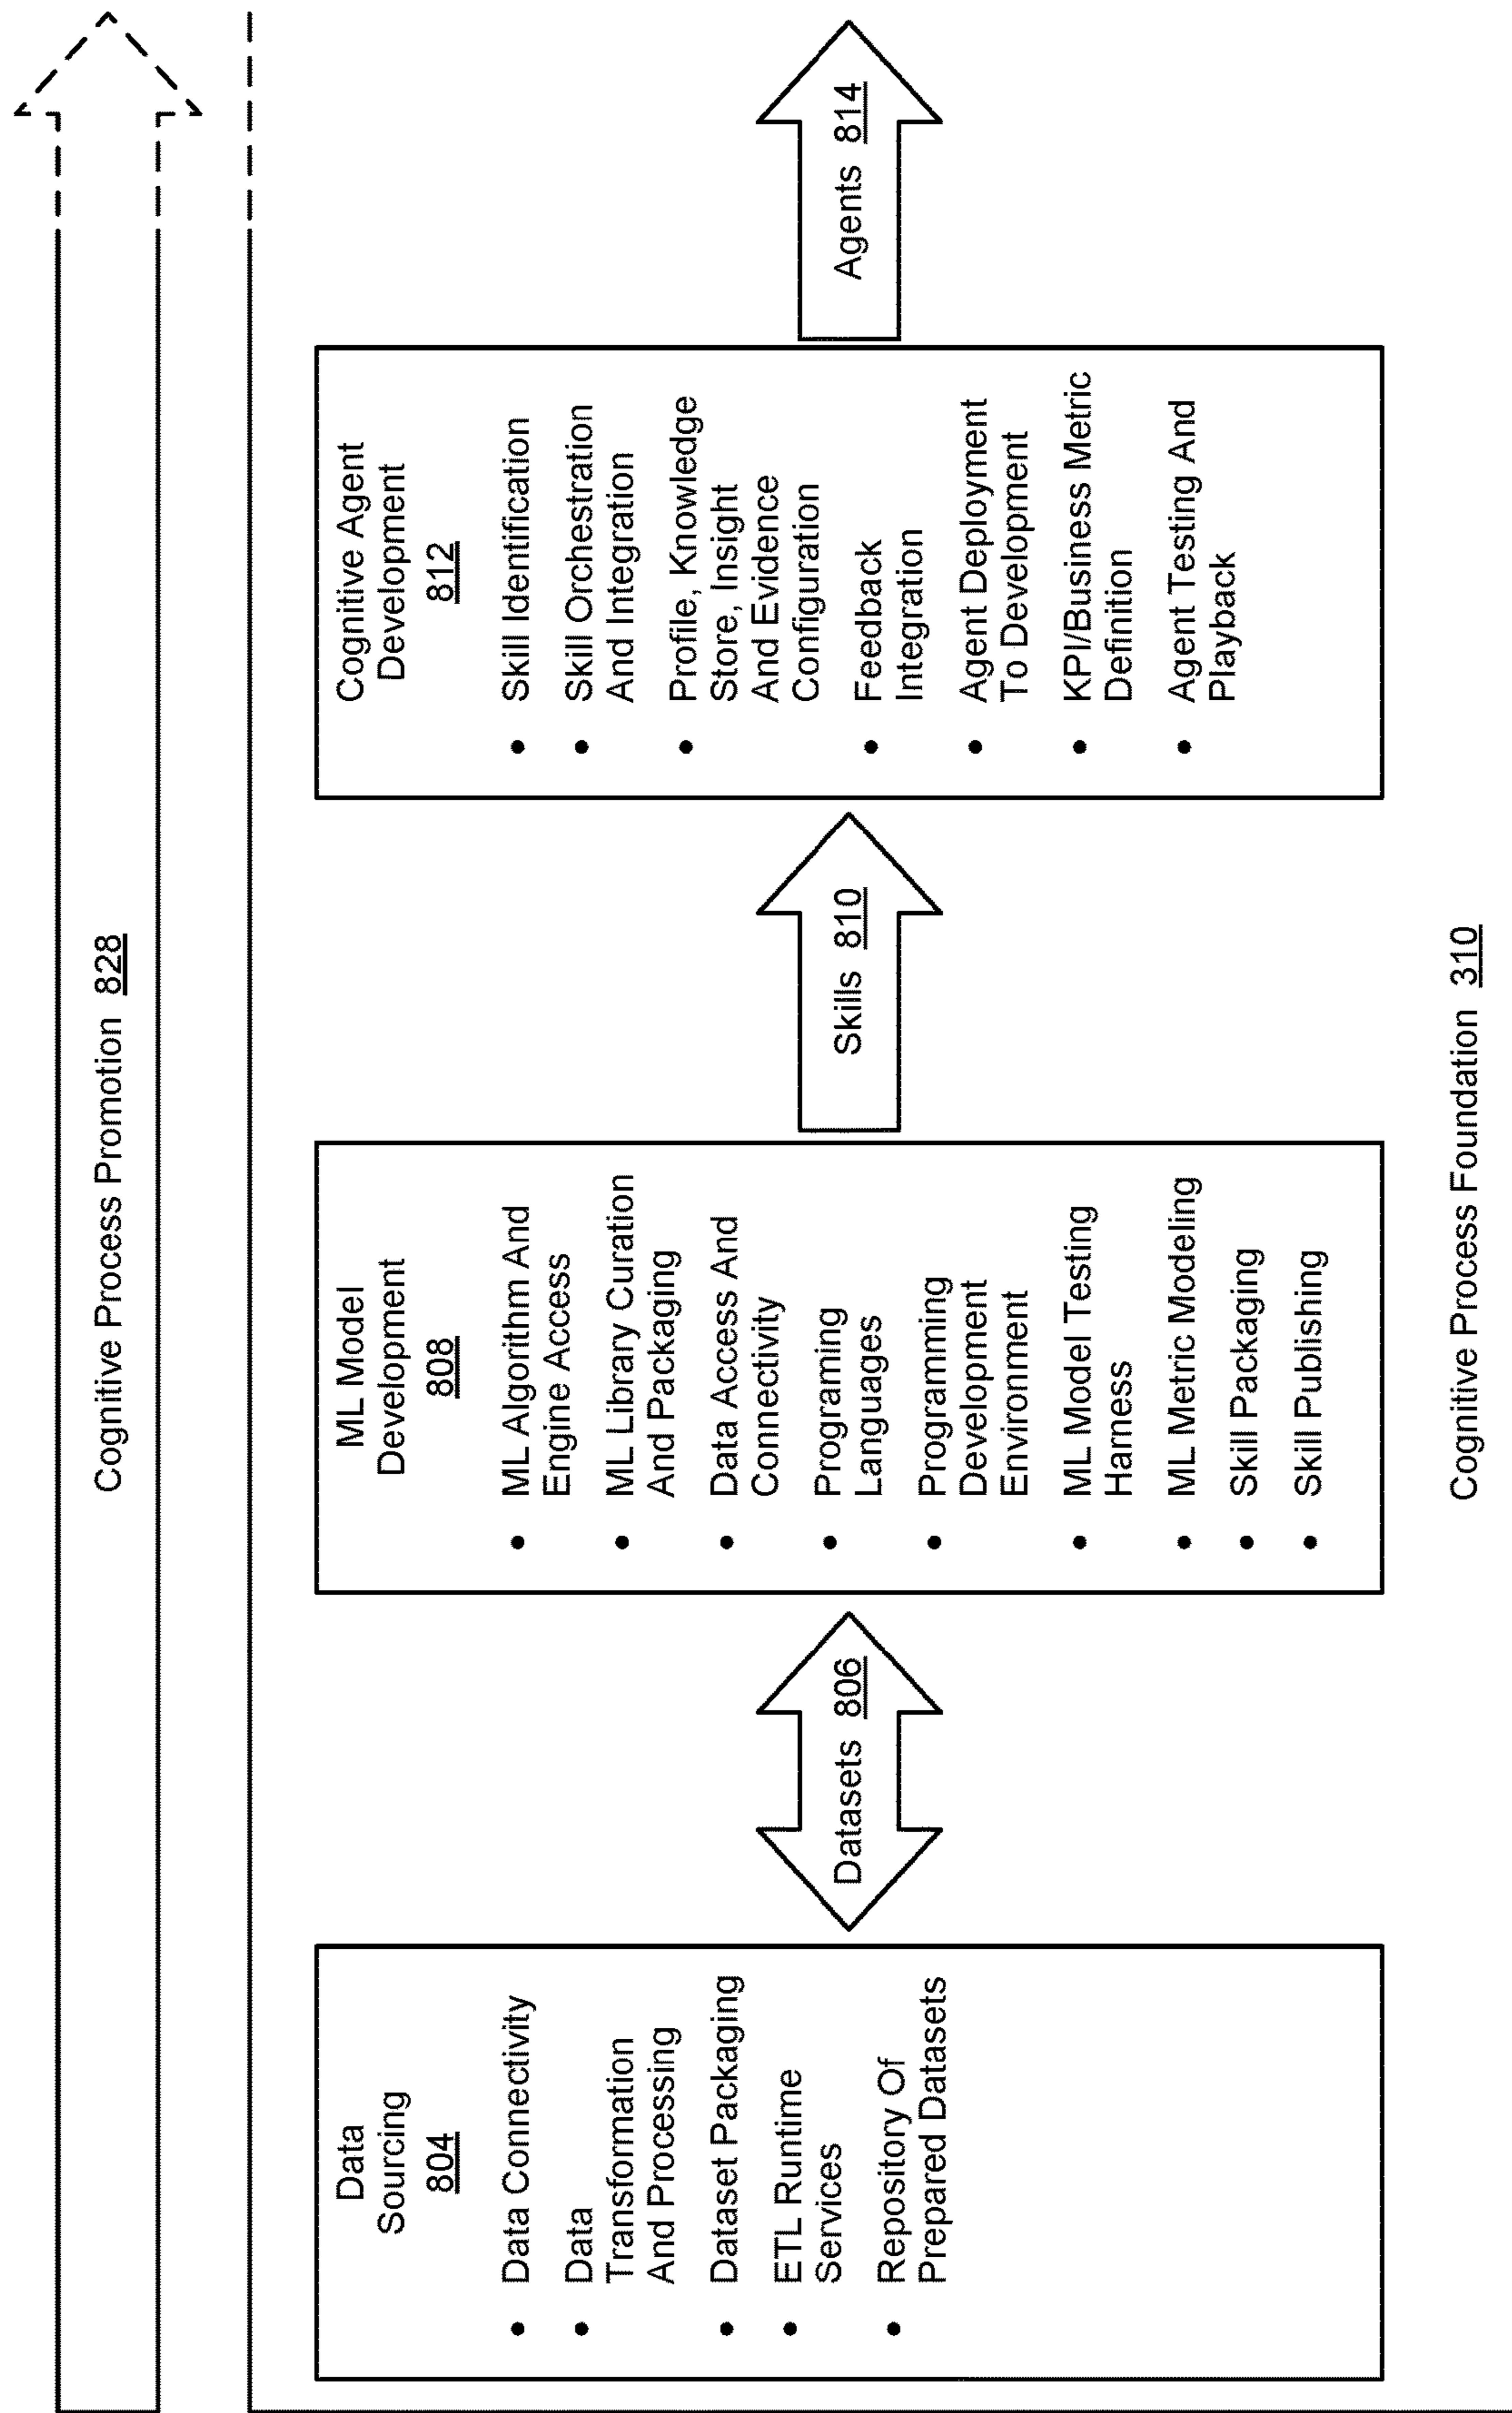 Cognitive Process Promotion 828
Data
Sourcing
804
• Data Connectivity
• Data
Transformation
And Processing
• Dataset Packaging
• ETL Runtime
Services
• Repository Of
Prepared Datasets
Datasets 806
ML Model
Development
808
• ML Algorithm And
Engine Access
• ML Library Curation
And Packaging
• Data Access And
Connectivity
• Programing
Languages
• Programming
Development
Environment
• ML Model Testing
Harness
• ML Metric Modeling
• Skill Packaging
• Skill Publishing
Skills 810
Cognitive Agent
Development
812
• Skill Identification
• Skill Orchestration
And Integration
• Profile, Knowledge
Store, Insight
And Evidence
Configuration
• Feedback
Integration
• Agent Deployment
To Development
• KPI/Business Metric
Definition
• Agent Testing And
Playback
Agents 814
Cognitive Process Foundation 310